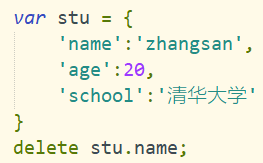 var stu = {
    'name':'zhangsan',
    'age':20,
    'school':'清华大学'
}
delete stu.name;